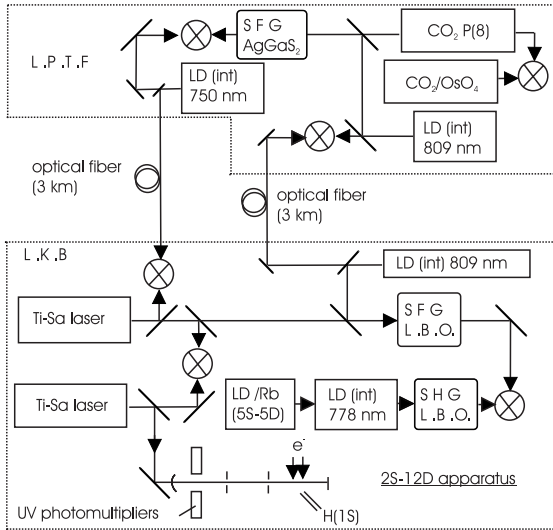 S F G
AgGaS₂
CO₂ P(8)
L .P .T .F
LD (int)
750 nm
CO₂/OsO₄
LD (int)
809 nm
optical fiber
(3 km)
optical fiber
(3 km)
L .K .B
LD (int) 809 nm
Ti-Sa laser
S F G
L .B .O.
Ti-Sa laser
LD /Rb
(5S-5D)
LD (int)
778 nm
S H G
L .B .O.
e⁻
2S-12D apparatus
UV photomultipliers
H(1S)